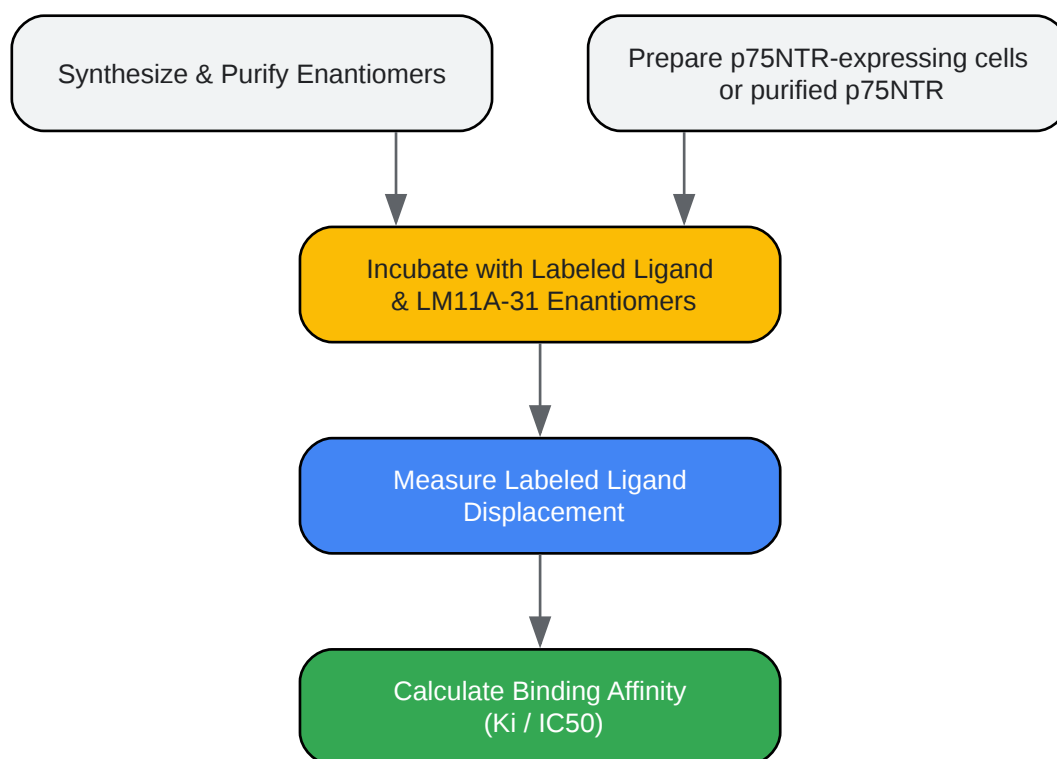 Synthesize & Purify Enantiomers
Prepare p75NTR-expressing cells
or purified p75NTR
Incubate with Labeled Ligand
& LM11A-31 Enantiomers
Measure Labeled Ligand
Displacement
Calculate Binding Affinity
(Ki / IC50)